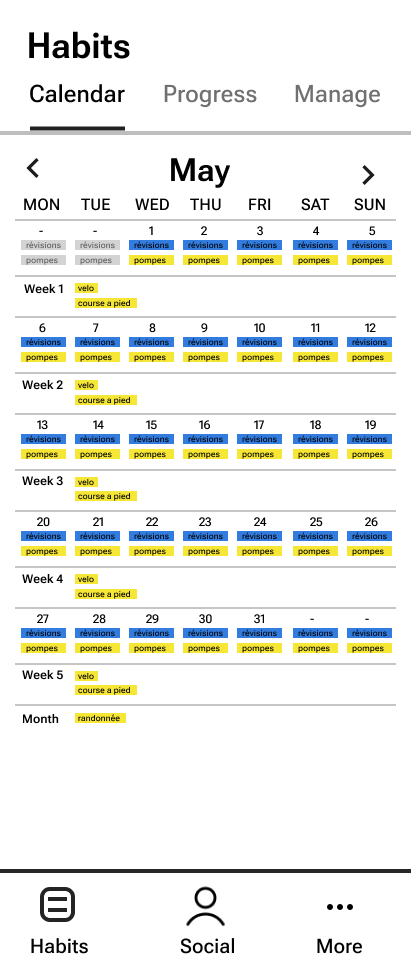 Habits
Calendar Progress Manage
May
MON TUE WED THU FRI SAT SUN
- - 1 2 3 4 5
révisions révisions révisions révisions révisions révisions révisions
pompes pompes pompes pompes pompes pompes pompes
Week 1 velo
course a pied
6 7 8 9 10 11 12
révisions révisions révisions révisions révisions révisions révisions
pompes pompes pompes pompes pompes pompes pompes
Week 2 velo
course a pied
13 14 15 16 17 18 19
révisions révisions révisions révisions révisions révisions révisions
pompes pompes pompes pompes pompes pompes pompes
Week 3 velo
course a pied
20 21 22 23 24 25 26
révisions révisions révisions révisions révisions révisions révisions
pompes pompes pompes pompes pompes pompes pompes
Week 4 velo
course a pied
27 28 29 30 31 - -
révisions révisions révisions révisions révisions révisions révisions
pompes pompes pompes pompes pompes pompes pompes
Week 5 velo
course a pied
Month randonnée
Habits Social More